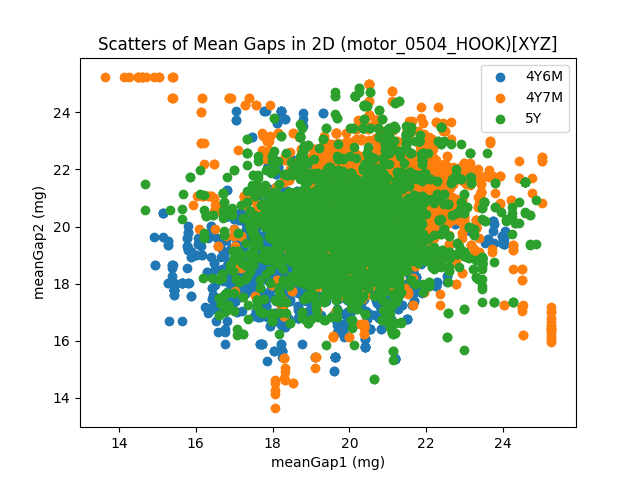 Scatters of Mean Gaps in 2D (motor_0504_HOOK)[XYZ]
4Y6M
4Y7M
5Y
24
22
20
18
16
14
meanGap2 (mg)
14 16 18 20 22 24
meanGap1 (mg)